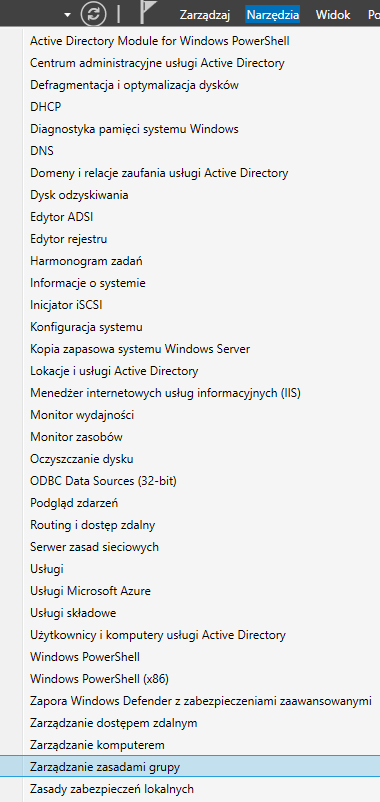 Zarządzaj Narzędzia Widok
Active Directory Module for Windows PowerShell
Centrum administracyjne usługi Active Directory
Defragmentacja i optymalizacja dysków
DHCP
Diagnostyka pamięci systemu Windows
DNS
Domeny i relacje zaufania usługi Active Directory
Dysk odzyskiwania
Edytor ADSI
Edytor rejestru
Harmonogram zadań
Informacje o systemie
Inicjator iSCSI
Konfiguracja systemu
Kopia zapasowa systemu Windows Server
Lokacje i usługi Active Directory
Menedżer internetowych usług informacyjnych (IIS)
Monitor wydajności
Monitor zasobów
Oczyszczanie dysku
ODBC Data Sources (32-bit)
Podgląd zdarzeń
Routing i dostęp zdalny
Serwer zasad sieciowych
Usługi
Usługi Microsoft Azure
Usługi składowe
Użytkownicy i komputery usługi Active Directory
Windows PowerShell
Windows PowerShell (x86)
Zapora Windows Defender z zabezpieczeniami zaawansowanymi
Zarządzanie dostępem zdalnym
Zarządzanie komputerem
Zarządzanie zasadami grupy
Zasady zabezpieczeń lokalnych